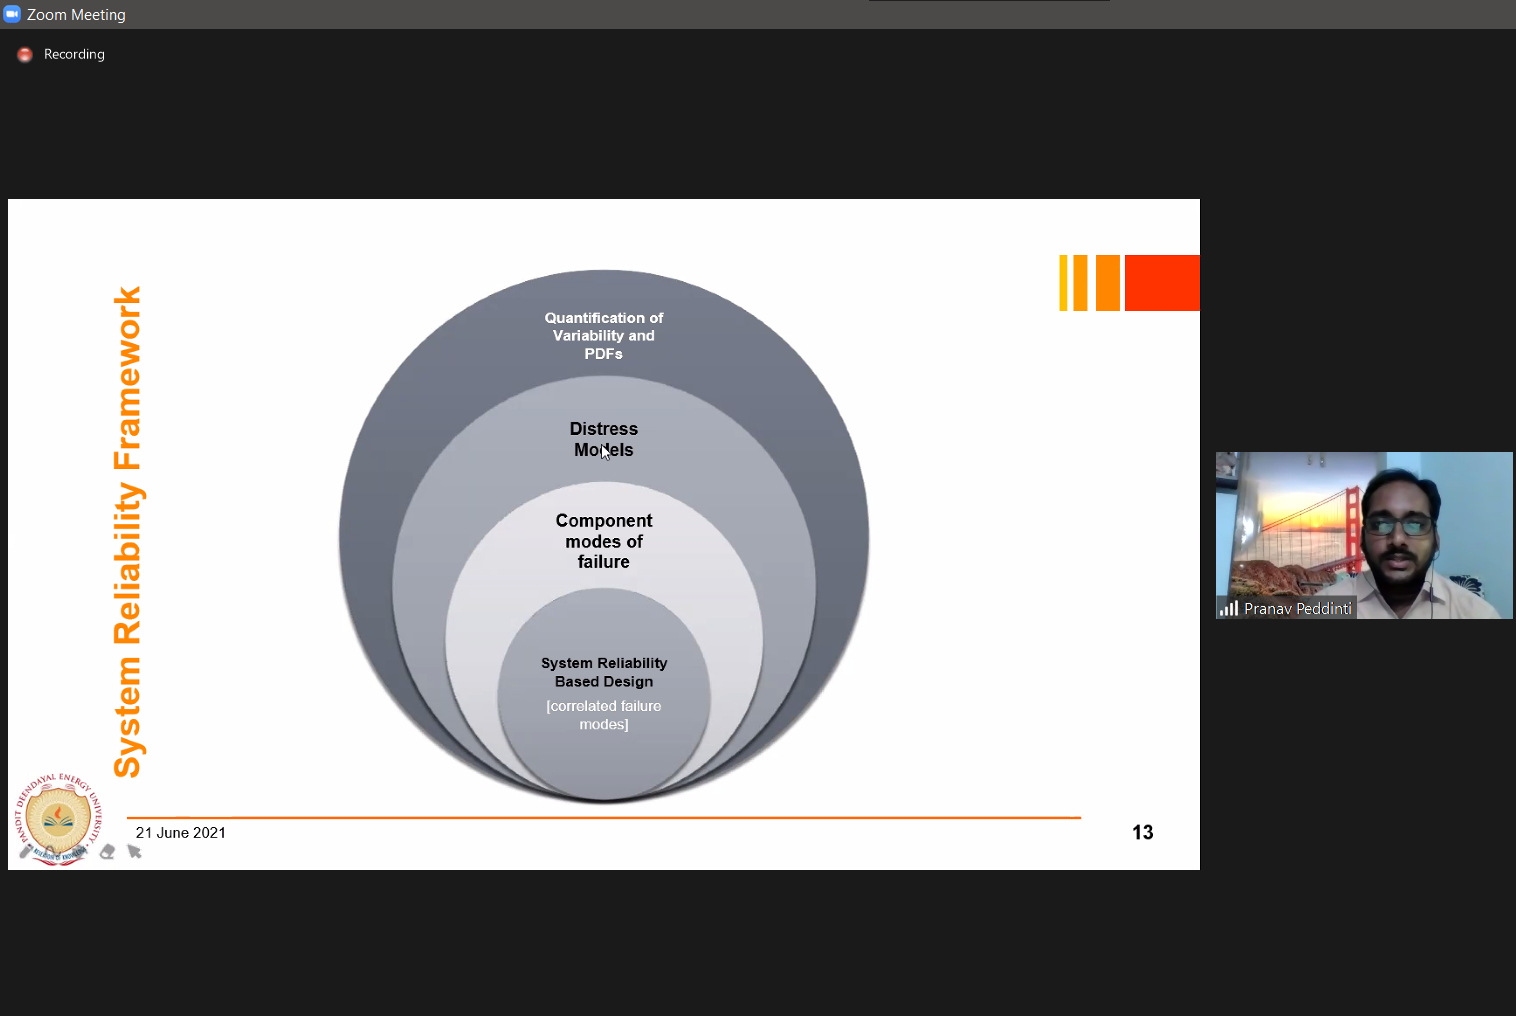 Zoom Meeting
Recording
System Reliability Framework
Quantification of
Variability and
PDFs
Distress
Models
Component
modes of
failure
System Reliability
Based Design
[correlated failure
modes]
PANDIT DEENDAYAL ENERGY UNIVERSITY
21 June 2021
13
Pranav Peddinti